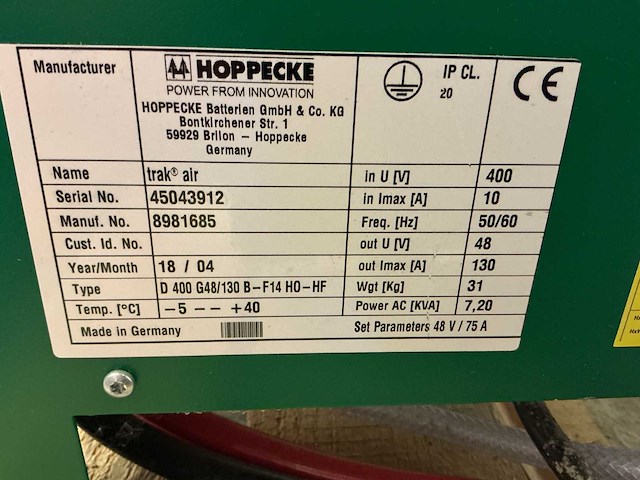 Manufacturer
HOPPECKE
POWER FROM INNOVATION
HOPPECKE Batterien GmbH & Co. KG
Bontkirchener Str. 1
59929 Brilon – Hoppecke
Germany
IP CL.
20
CE
Name trak® air in U [V] 400
Serial No. 45043912 in Imax [A] 10
Manuf. No. 8981685 Freq. [Hz] 50/60
Cust. Id. No. out U [V] 48
Year/Month 18 / 04 out Imax [A] 130
Type D 400 G48/130 B–F14 HO–HF Wgt [Kg] 31
Temp. [°C] –5 –– +40 Power AC [KVA] 7,20
Made in Germany Set Parameters 48 V / 75 A